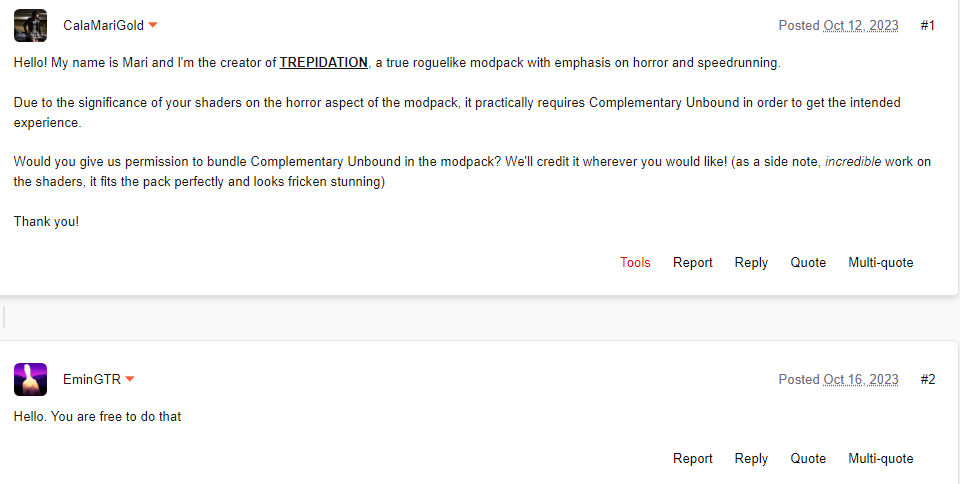 CalaMariGold Posted Oct 12, 2023 #1
Hello! My name is Mari and I'm the creator of TREPIDATION, a true roguelike modpack with emphasis on horror and speedrunning.
Due to the significance of your shaders on the horror aspect of the modpack, it practically requires Complementary Unbound in order to get the intended
experience.
Would you give us permission to bundle Complementary Unbound in the modpack? We'll credit it wherever you would like! (as a side note, incredible work on
the shaders, it fits the pack perfectly and looks fricken stunning)
Thank you!
Tools Report Reply Quote Multi-quote
EminGTR Posted Oct 16, 2023 #2
Hello. You are free to do that
Report Reply Quote Multi-quote